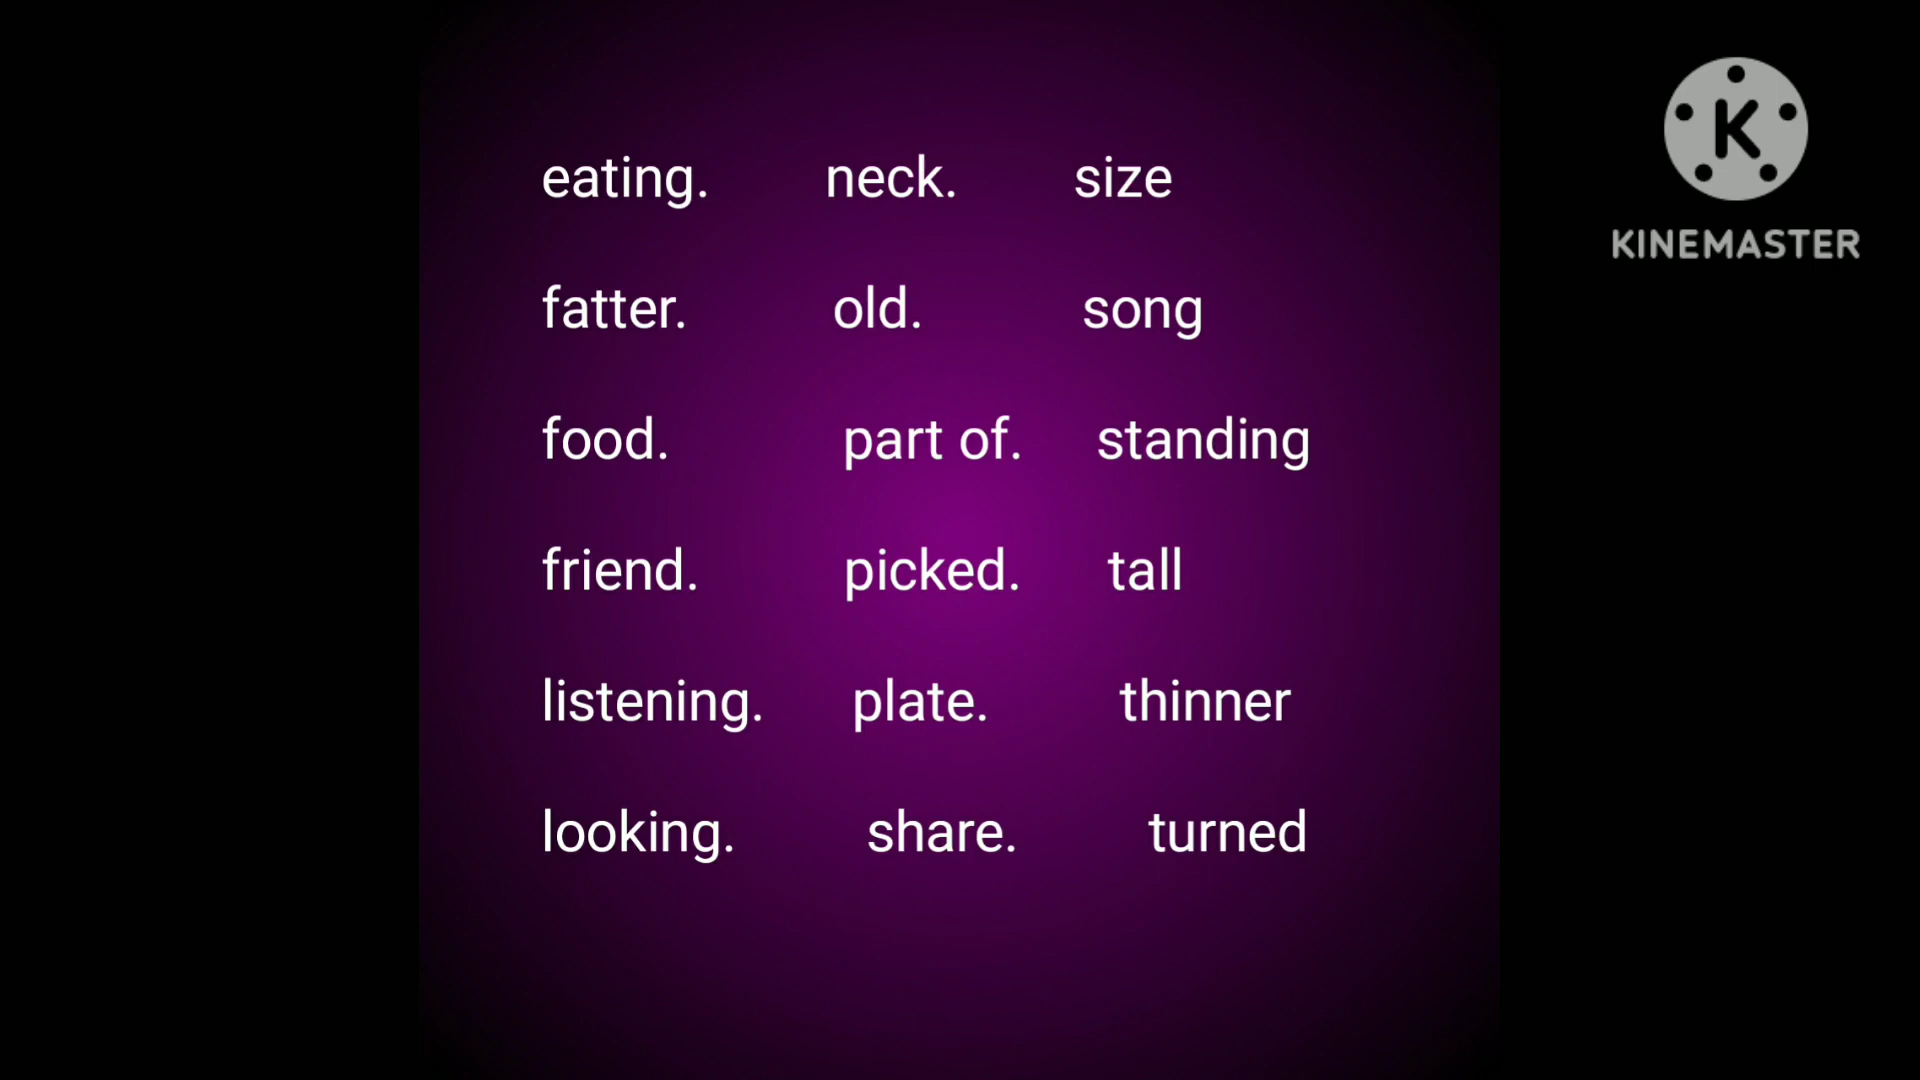 eating. neck. size
fatter. old. song
food. part of. standing
friend. picked. tall
listening. plate. thinner
looking. share. turned
K
KINEMASTER